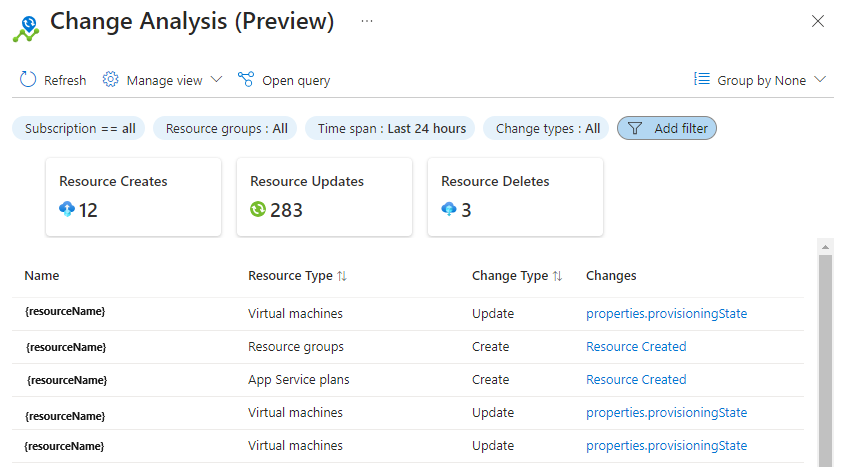 Change Analysis (Preview) ...
Refresh Manage view Open query Group by None
Subscription == all Resource groups : All Time span : Last 24 hours Change types : All Add filter
Resource Creates Resource Updates Resource Deletes
12 283 3
Name Resource Type Change Type Changes
{resourceName} Virtual machines Update properties.provisioningState
{resourceName} Resource groups Create Resource Created
{resourceName} App Service plans Create Resource Created
{resourceName} Virtual machines Update properties.provisioningState
{resourceName} Virtual machines Update properties.provisioningState